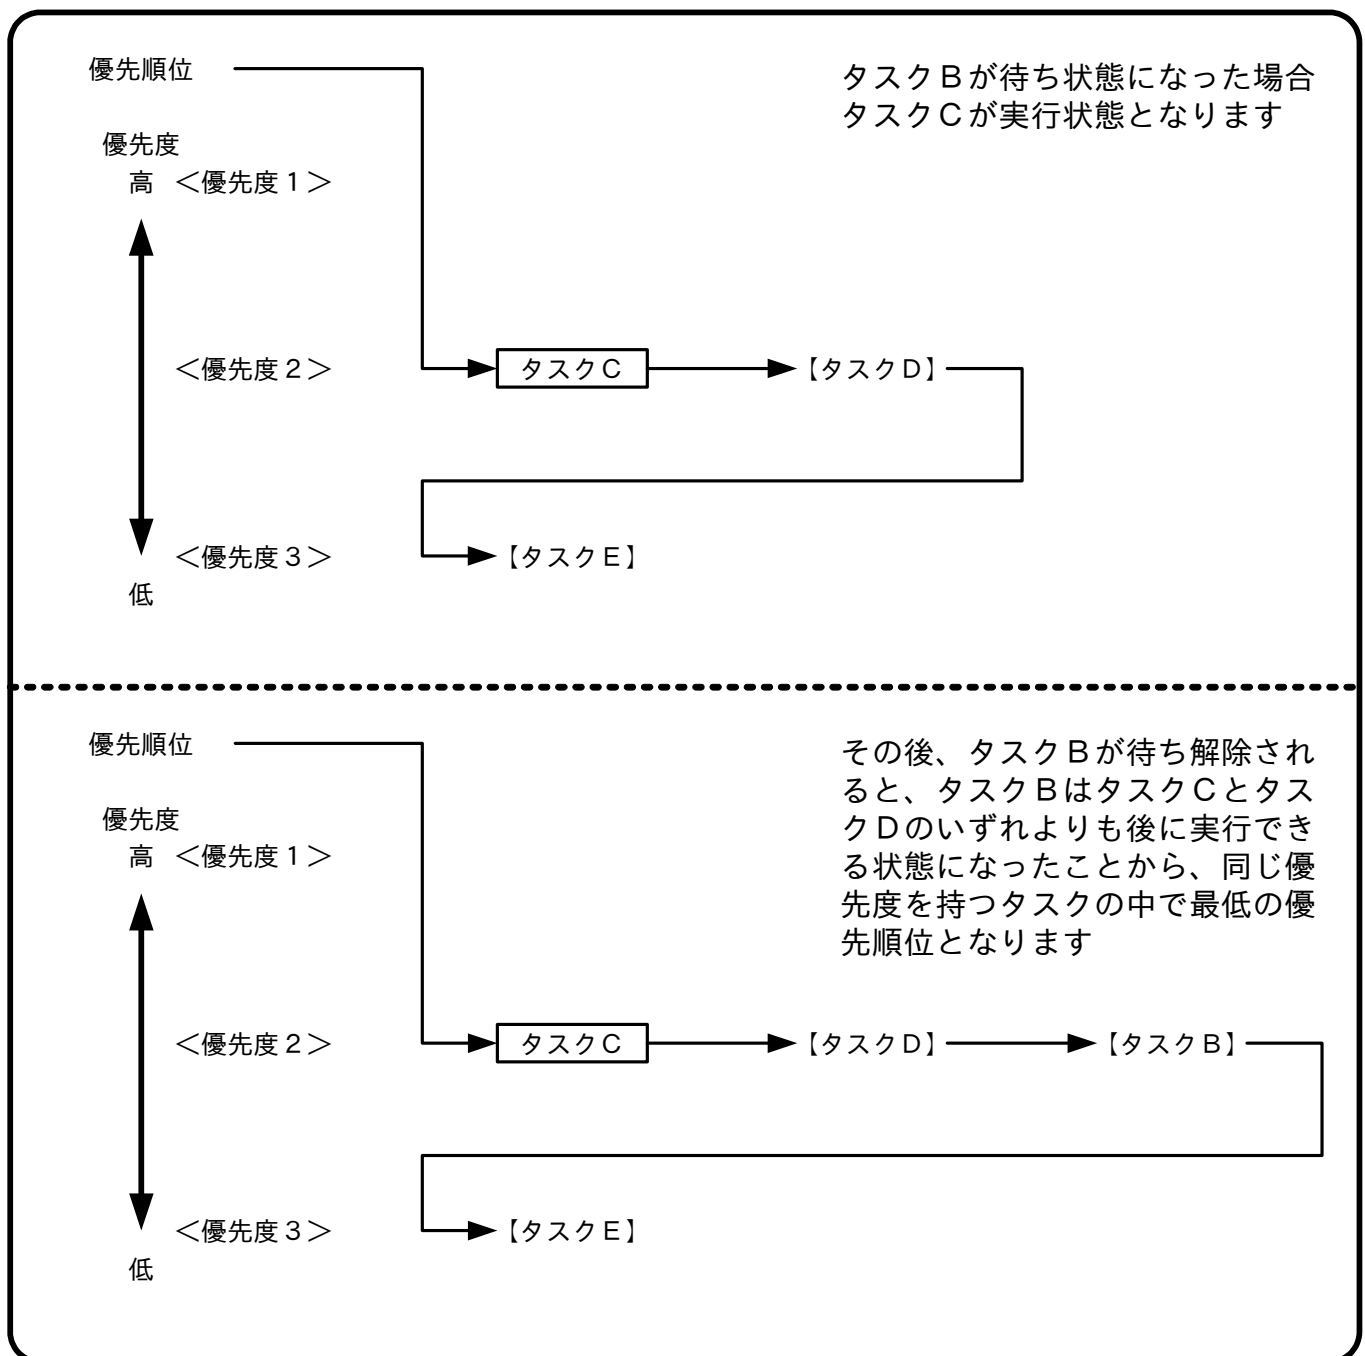 優先順位
タスクBが待ち状態になった場合
タスクCが実行状態となります
優先度
高 <優先度1>
<優先度2> タスクC 【タスクD】
<優先度3> 【タスクE】
低
優先順位
その後、タスクBが待ち解除され
ると、タスクBはタスクCとタス
クDのいずれよりも後に実行でき
る状態になったことから、同じ優
先度を持つタスクの中で最低の優
先順位となります
優先度
高 <優先度1>
<優先度2> タスクC 【タスクD】 【タスクB】
<優先度3> 【タスクE】
低